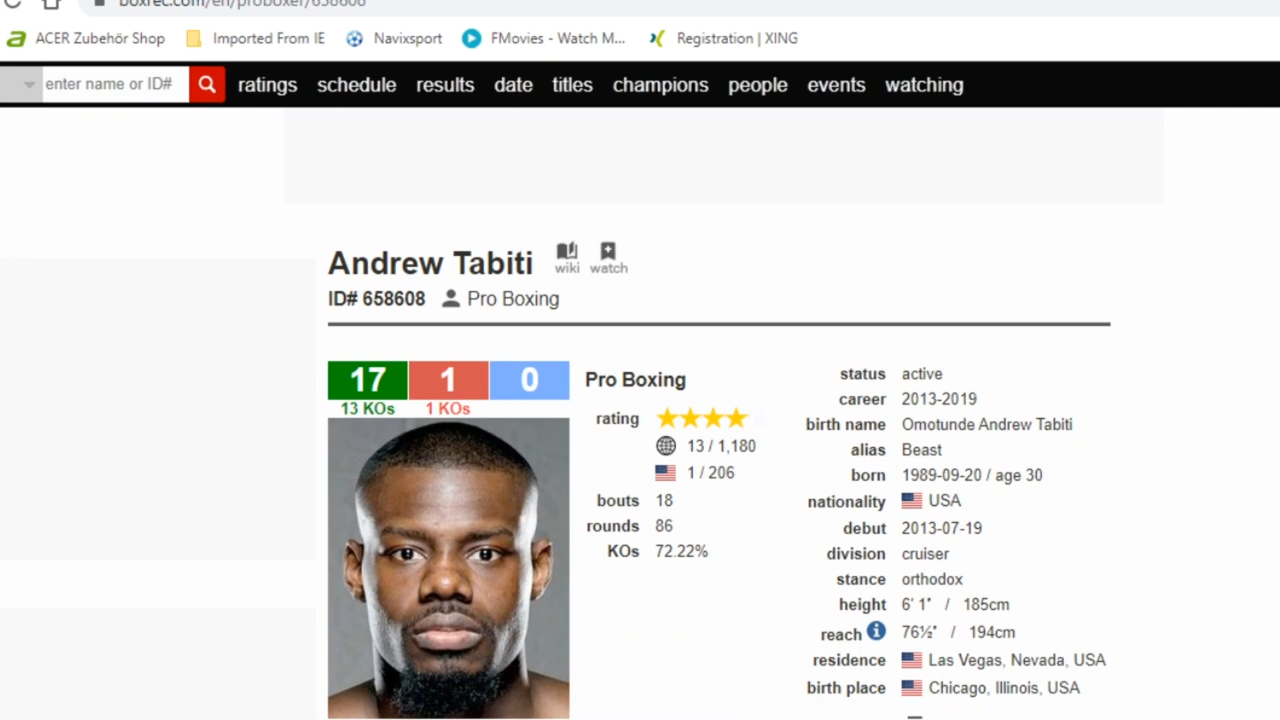 boxrec.com/en/proboxer/658608
ACER Zubehör Shop Imported From IE Navixsport FMovies - Watch M... Registration | XING
enter name or ID# ratings schedule results date titles champions people events watching
Andrew Tabiti wiki watch
ID# 658608 Pro Boxing
17 1 0
13 KOs 1 KOs
Pro Boxing
rating
13 / 1,180
1 / 206
bouts 18
rounds 86
KOs 72.22%
status active
career 2013-2019
birth name Omotunde Andrew Tabiti
alias Beast
born 1989-09-20 / age 30
nationality USA
debut 2013-07-19
division cruiser
stance orthodox
height 6′ 1″ / 185cm
reach 76½″ / 194cm
residence Las Vegas, Nevada, USA
birth place Chicago, Illinois, USA